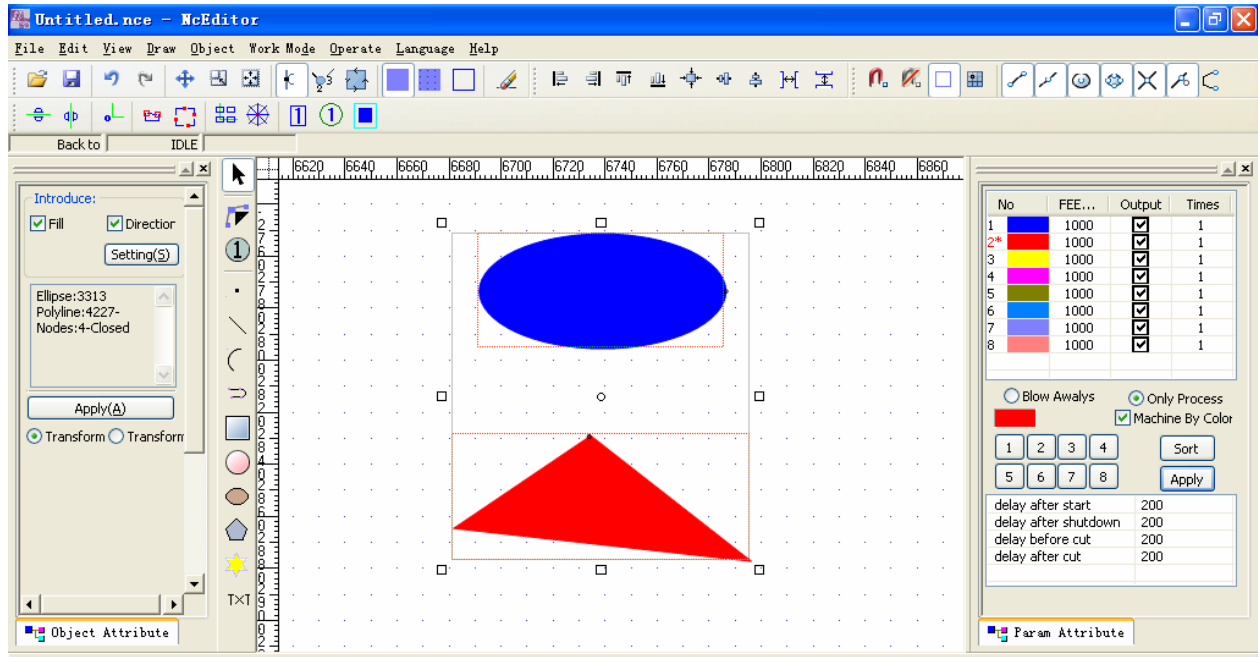 Untitled.nce - NcEditor
File Edit View Draw Object Work Mode Operate Language Help
Back to IDLE
6620 6640 6660 6680 6700 6720 6740 6760 6780 6800 6820 6840 6860
Introduce:
Fill Direction
Setting(S)
Ellipse:3313
Polyline:4227-
Nodes:4-Closed
Apply(A)
Transform Transform
TXT
Object Attribute
No FEE... Output Times
1 1000 1
2* 1000 1
3 1000 1
4 1000 1
5 1000 1
6 1000 1
7 1000 1
8 1000 1
Blow Awalys Only Process
Machine By Color
1 2 3 4 Sort
5 6 7 8 Apply
delay after start 200
delay after shutdown 200
delay before cut 200
delay after cut 200
Param Attribute